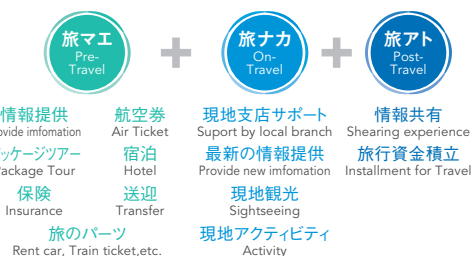 旅マエ
Pre-
Travel
+
旅ナカ
On-
Travel
+
旅アト
Post-
Travel
情報提供
ovide imfomation
航空券
Air Ticket
ッケージツアー
Package Tour
宿泊
Hotel
保険
Insurance
送迎
Transfer
旅のパーツ
Rent car, Train ticket,etc.
現地支店サポート
Suport by local branch
最新の情報提供
Provide new imfomation
現地観光
Sightseeing
現地アクティビティ
Activity
情報共有
Shearing experience
旅行資金積立
Installment for Travel